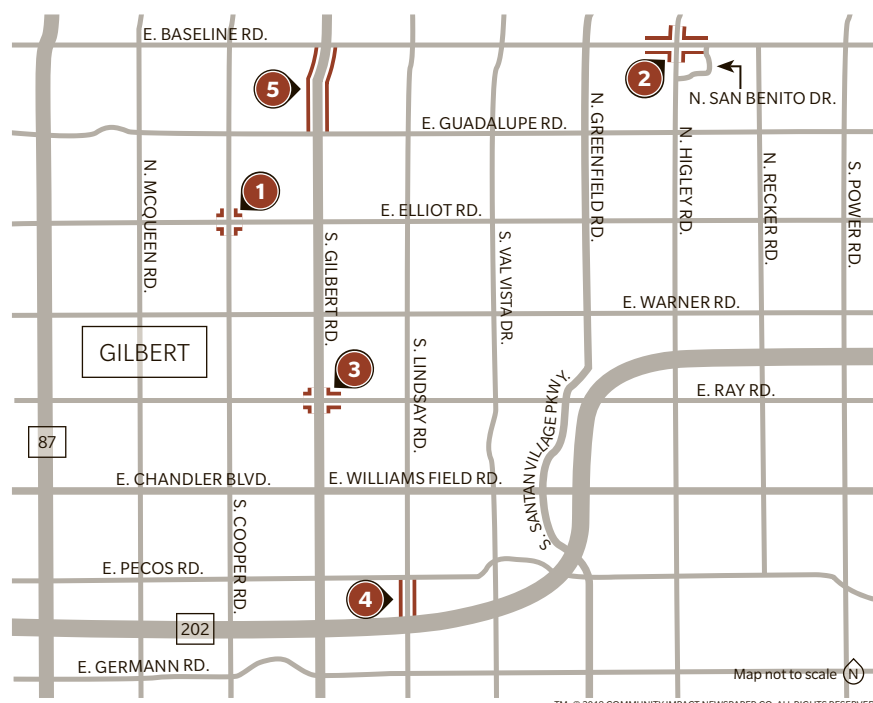 E. BASELINE RD.
5
2
N. SAN BENITO DR.
E. GUADALUPE RD.
N. GREENFIELD RD.
N. HIGLEY RD.
N. MCQUEEN RD.
1
E. ELLIOT RD.
N. RECKER RD.
S. POWER RD.
S. GILBERT RD.
S. VAL VISTA DR.
E. WARNER RD.
GILBERT
3
S. LINDSAY RD.
E. RAY RD.
S. SANTAN VILLAGE PKWY.
87
E. CHANDLER BLVD.
E. WILLIAMS FIELD RD.
S. COOPER RD.
E. PECOS RD.
4
202
E. GERMANN RD.
Map not to scale N